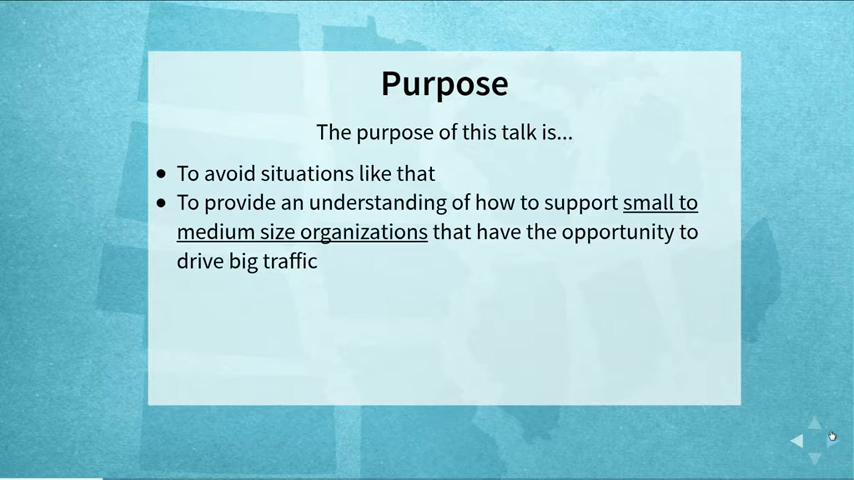 Purpose
The purpose of this talk is...
● To avoid situations like that
● To provide an understanding of how to support small to
medium size organizations that have the opportunity to
drive big traffic